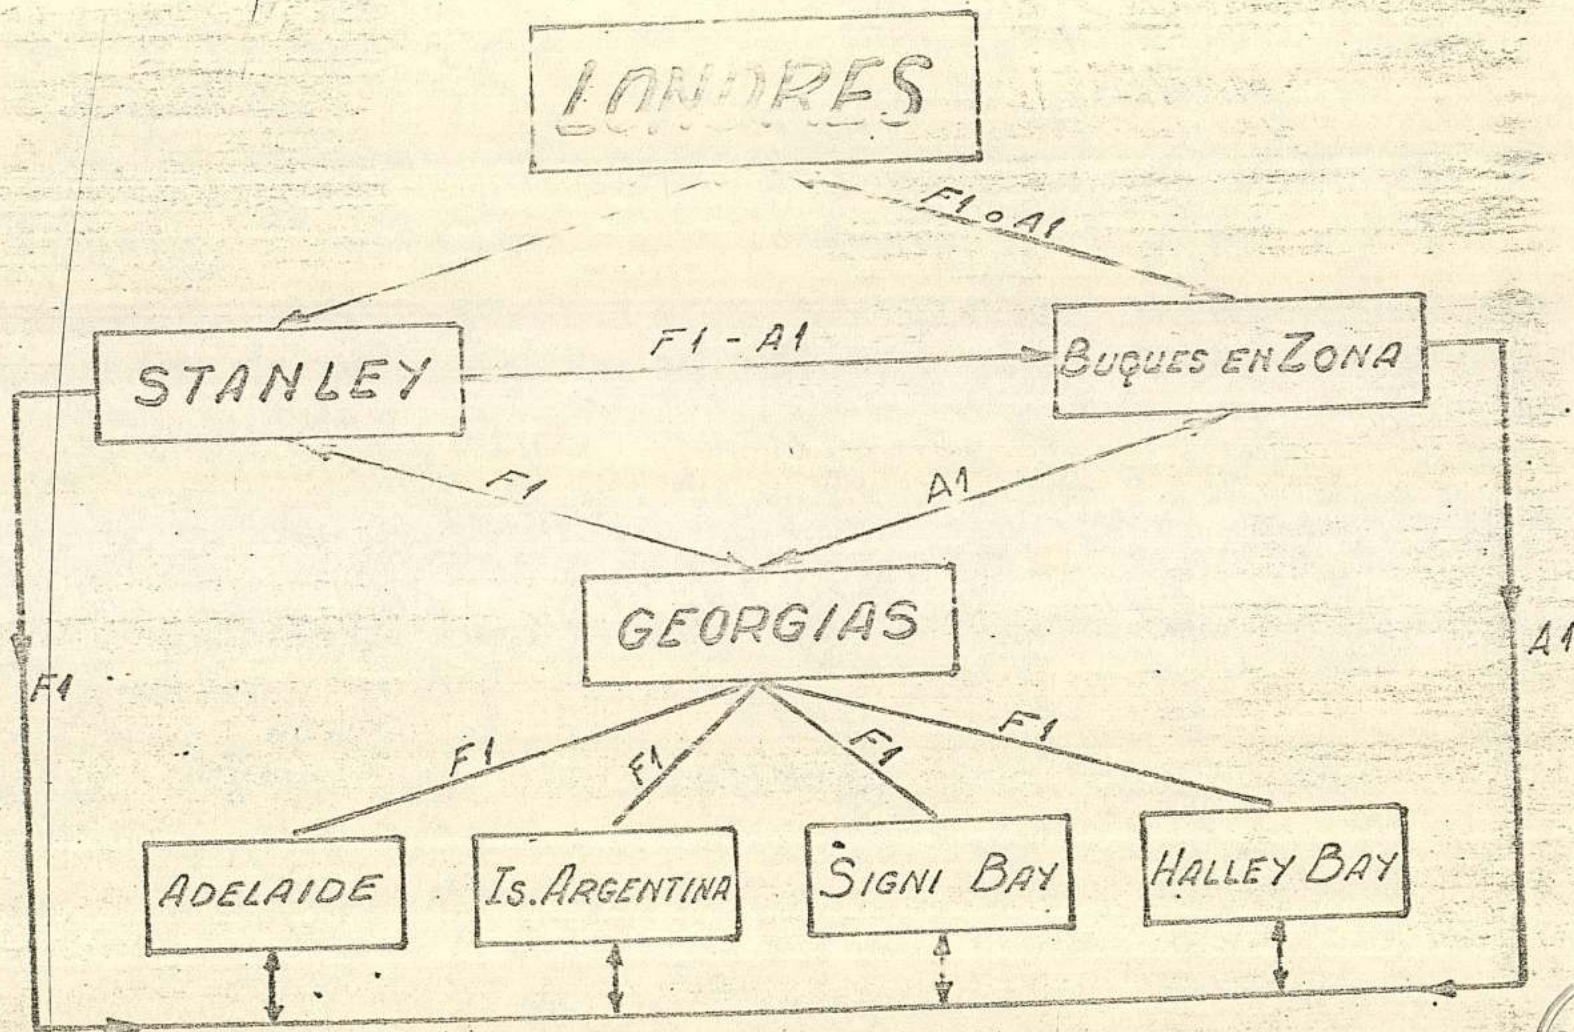 LONDRES
F1 o A1
STANLEY
F1 - A1
BUQUES EN ZONA
F1
A1
GEORGIAS
F1
A1
F1
F1
F1
F1
ADELAIDE
IS. ARGENTINA
SIGNI BAY
HALLEY BAY